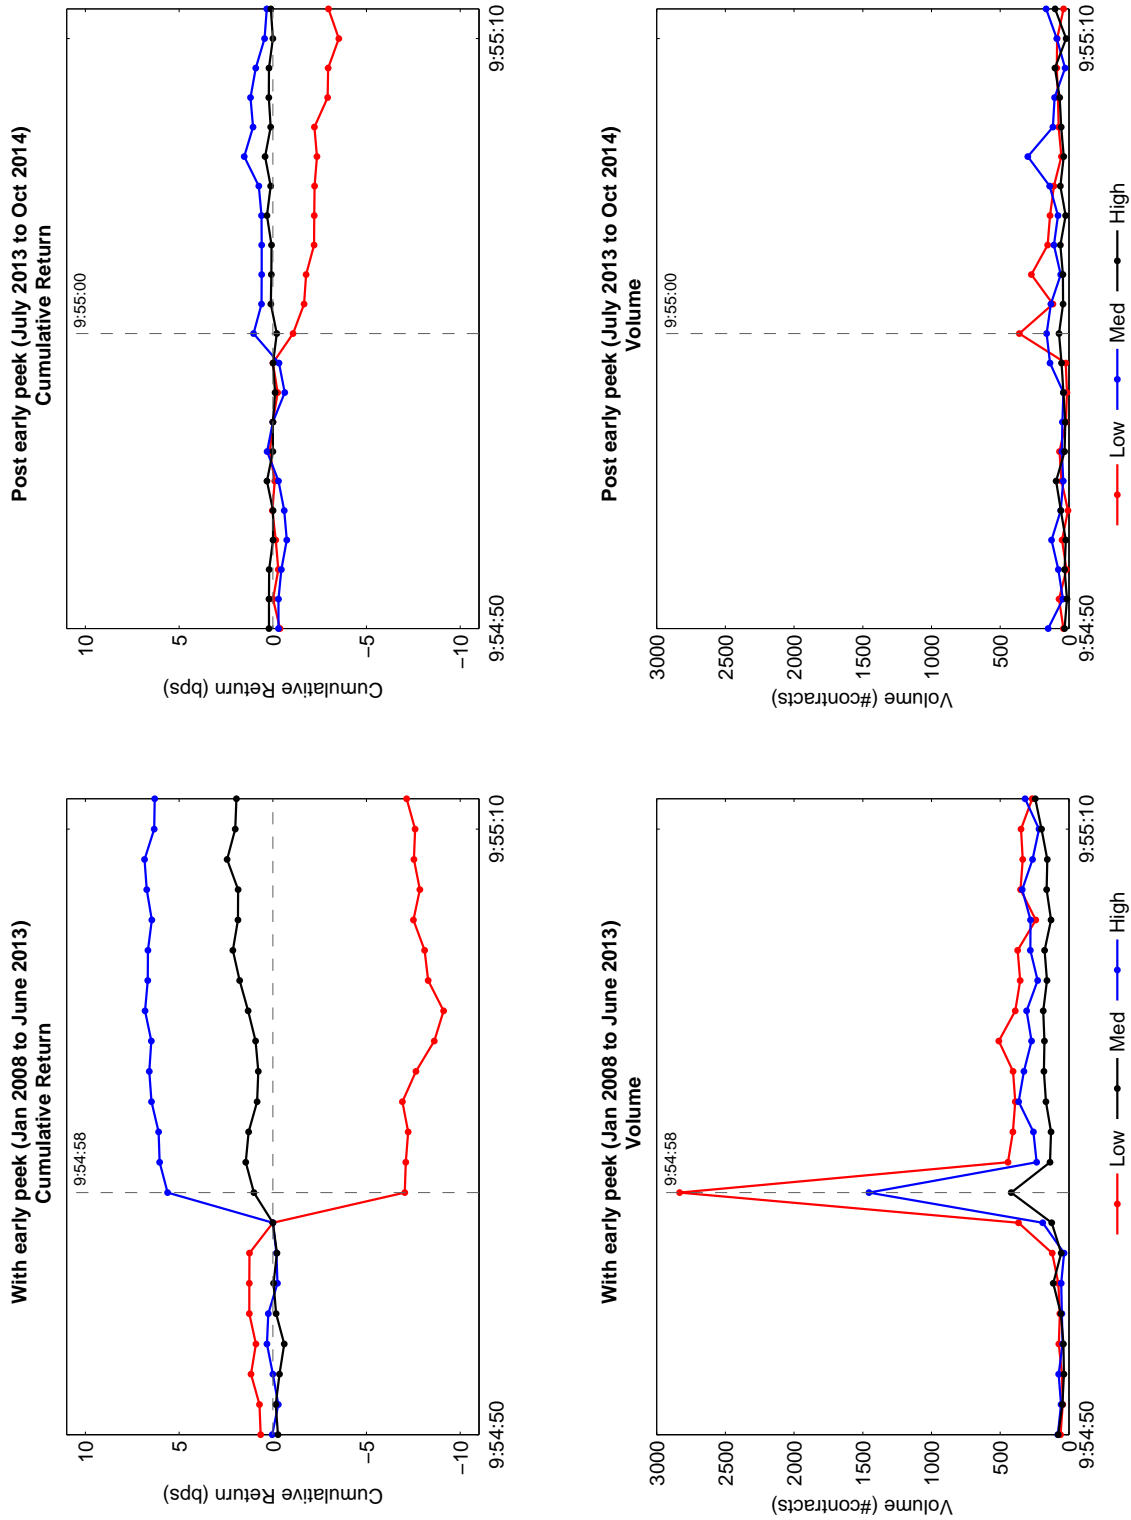 With early peek (Jan 2008 to June 2013)
Cumulative Return
Cumulative Return (bps)
10
5
0
−5
−10
9:54:58
9:54:50
9:55:10
Post early peek (July 2013 to Oct 2014)
Cumulative Return
Cumulative Return (bps)
10
5
0
−5
−10
9:55:00
9:54:50
9:55:10
With early peek (Jan 2008 to June 2013)
Volume
Volume (#contracts)
3000
2500
2000
1500
1000
500
0
9:54:58
9:54:50
9:55:10
Low Med High
Post early peek (July 2013 to Oct 2014)
Volume
Volume (#contracts)
3000
2500
2000
1500
1000
500
0
9:55:00
9:54:50
9:55:10
Low Med High